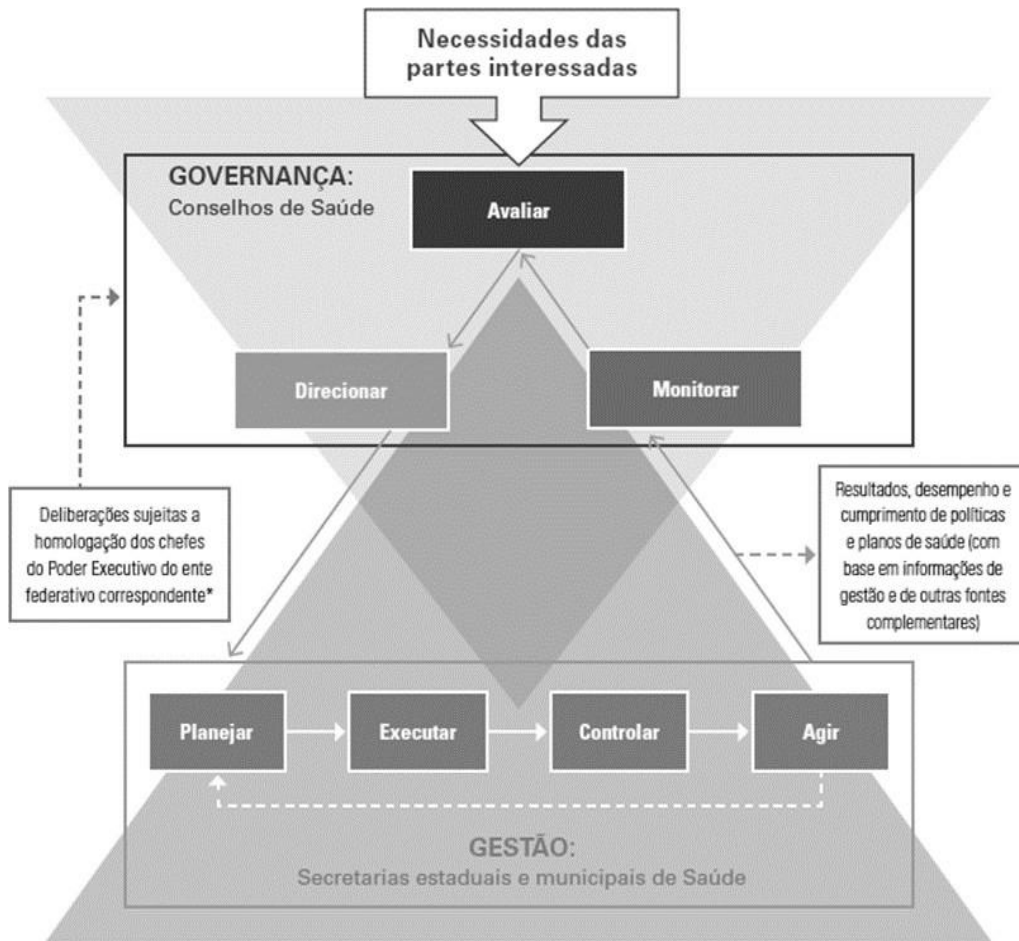 Necessidades das
partes interessadas
GOVERNANÇA:
Conselhos de Saúde
Avaliar
Direcionar
Monitorar
Deliberações sujeitas a
homologação dos chefes
do Poder Executivo do ente
federativo correspondente*
Resultados, desempenho e
cumprimento de políticas
e planos de saúde (com
base em informações de
gestão e de outras fontes
complementares)
Planejar
Executar
Controlar
Agir
GESTÃO:
Secretarias estaduais e municipais de Saúde